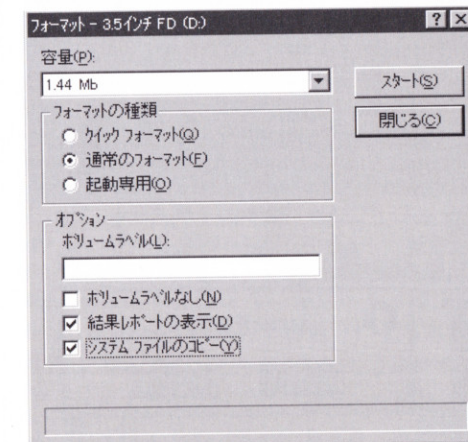 フォーマット - 3.5インチ FD (D:)
容量(P):
1.44 Mb
スタート(S)
閉じる(C)
フォーマットの種類
クイック フォーマット(Q)
通常のフォーマット(F)
起動専用(O)
オプション
ボリュームラベル(L):
ボリュームラベルなし(N)
結果レポートの表示(D)
システム ファイルのコピー(Y)